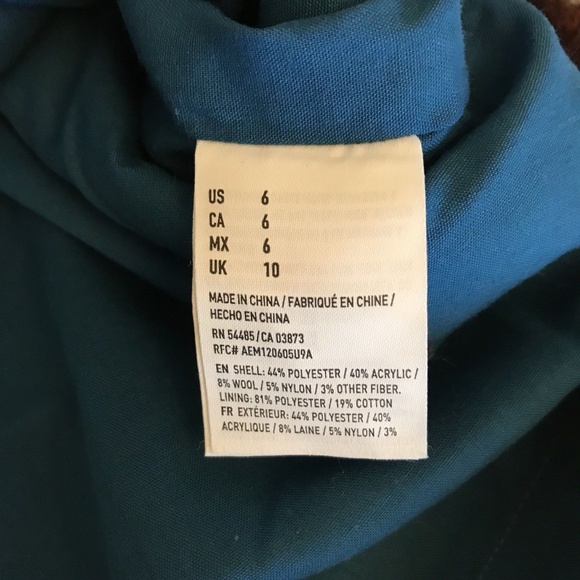 US 6
CA 6
MX 6
UK 10
MADE IN CHINA / FABRIQUÉ EN CHINE /
HECHO EN CHINA
RN 54485/CA 03873
RFC# AEM120605U9A
EN SHELL: 44% POLYESTER / 40% ACRYLIC /
8% WOOL / 5% NYLON / 3% OTHER FIBER.
LINING: 81% POLYESTER / 19% COTTON
FR EXTÉRIEUR: 44% POLYESTER / 40%
ACRYLIQUE / 8% LAINE / 5% NYLON / 3%